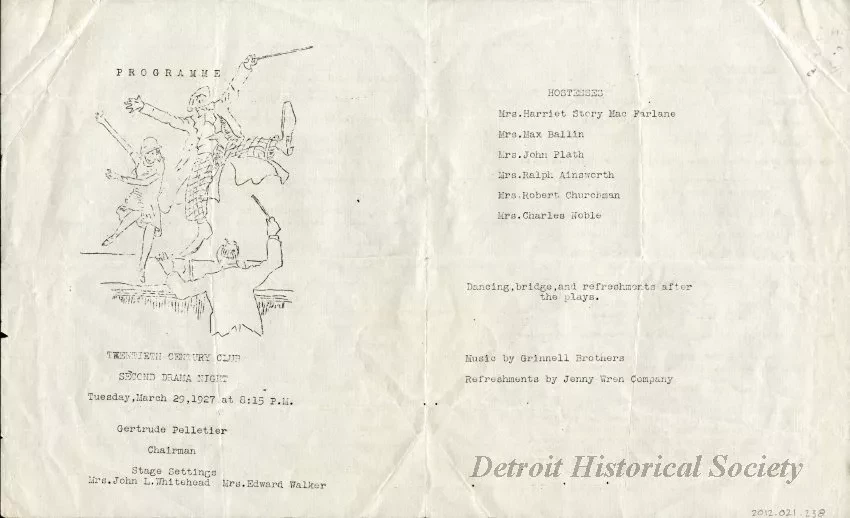 PROGRAMME
TWENTIETH CENTURY CLUB
SECOND DRAMA NIGHT
Tuesday,March 29,1927 at 8:15 P.M.
Gertrude Pelletier
Chairman
Stage Settings
Mrs.John L.Whitehead Mrs.Edward Walker
HOSTESSES
Mrs.Harriet Story Mac Farlane
Mrs.Max Ballin
Mrs.John Plath
Mrs.Ralph Ainsworth
Mrs.Robert Churchman
Mrs.Charles Noble
Dancing,bridge,and refreshments after
the plays.
Music by Grinnell Brothers
Refreshments by Jenny Wren Company
Detroit Historical Society
2012.021.238